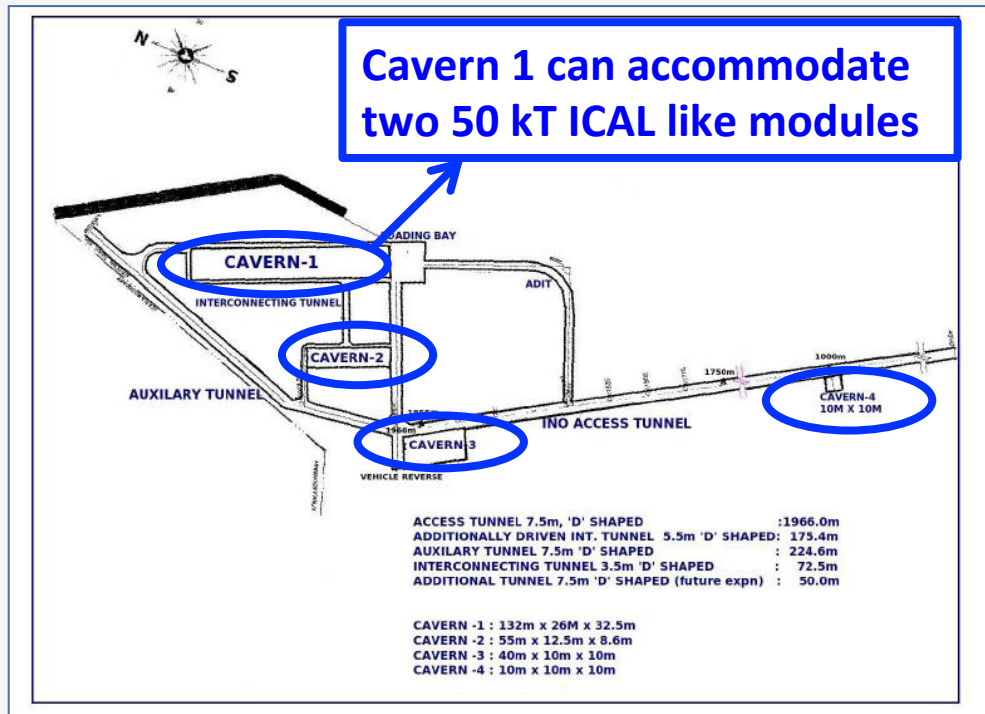 N
S
Cavern 1 can accommodate
two 50 kT ICAL like modules
OADING BAY
CAVERN-1
ADIT
INTERCONNECTING TUNNEL
CAVERN-2
1000m
1750m
AUXILARY TUNNEL
CAVERN-4
10M X 10M
1966m
INO ACCESS TUNNEL
CAVERN-3
VEHICLE REVERSE
ACCESS TUNNEL 7.5m, 'D' SHAPED :1966.0m
ADDITIONALLY DRIVEN INT. TUNNEL 5.5m 'D' SHAPED: 175.4m
AUXILARY TUNNEL 7.5m 'D' SHAPED : 224.6m
INTERCONNECTING TUNNEL 3.5m 'D' SHAPED : 72.5m
ADDITIONAL TUNNEL 7.5m 'D' SHAPED (future expn) : 50.0m
CAVERN -1 : 132m x 26M x 32.5m
CAVERN -2 : 55m x 12.5m x 8.6m
CAVERN -3 : 40m x 10m x 10m
CAVERN -4 : 10m x 10m x 10m